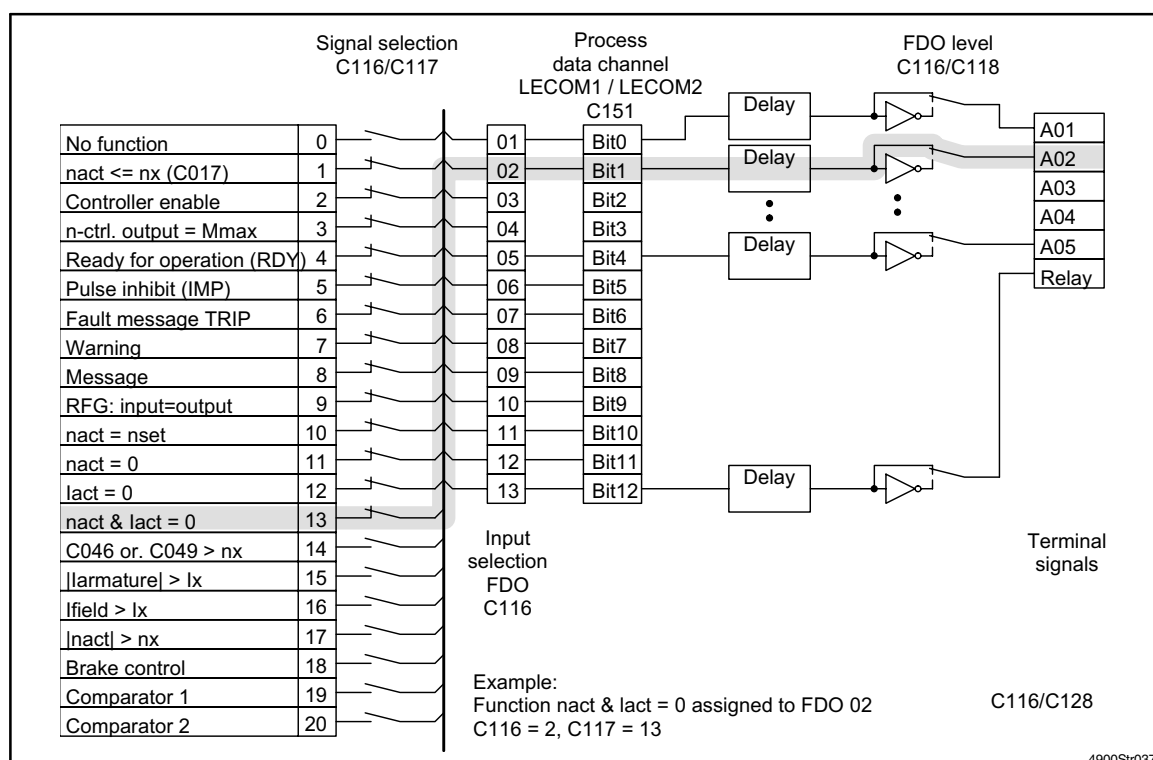 Signal selection
C116/C117
Process
data channel
LECOM1 / LECOM2
C151
FDO level
C116/C118
No function 0 01 Bit0 Delay A01
nact <= nx (C017) 1 02 Bit1 Delay A02
Controller enable 2 03 Bit2 A03
n-ctrl. output = Mmax 3 04 Bit3 A04
Ready for operation (RDY) 4 05 Bit4 Delay A05
Pulse inhibit (IMP) 5 06 Bit5 Relay
Fault message TRIP 6 07 Bit6
Warning 7 08 Bit7
Message 8 09 Bit8
RFG: input=output 9 10 Bit9
nact = nset 10 11 Bit10
nact = 0 11 12 Bit11
Iact = 0 12 13 Bit12 Delay
nact & Iact = 0 13
C046 or. C049 > nx 14
|Iarmature| > Ix 15
Ifield > Ix 16
|nact| > nx 17
Brake control 18
Comparator 1 19
Comparator 2 20
Input
selection
FDO
C116
Terminal
signals
Example:
Function nact & Iact = 0 assigned to FDO 02
C116 = 2, C117 = 13
C116/C128
4900Str037